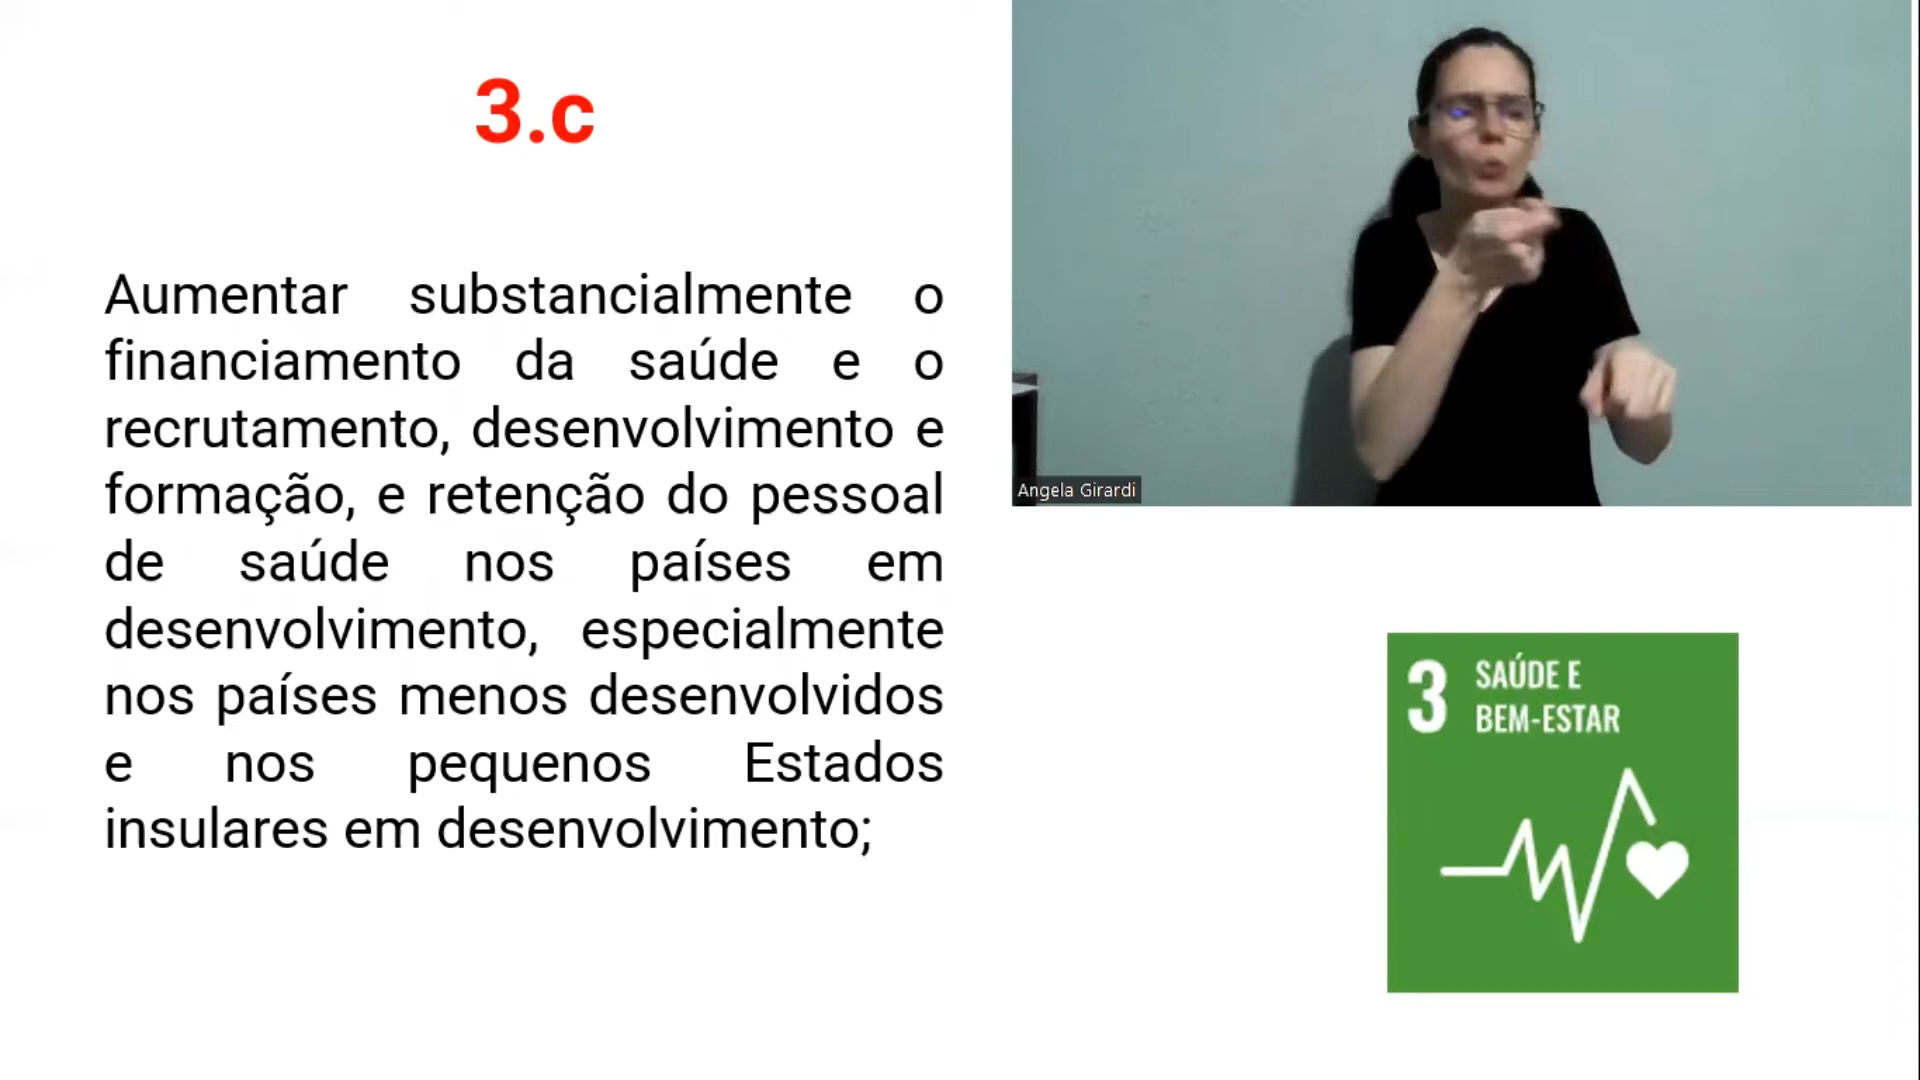 3.c
Aumentar substancialmente o
financiamento da saúde e o
recrutamento, desenvolvimento e
formação, e retenção do pessoal
de saúde nos países em
desenvolvimento, especialmente
nos países menos desenvolvidos
e nos pequenos Estados
insulares em desenvolvimento;
Angela Girardi
3 SAÚDE E
BEM-ESTAR